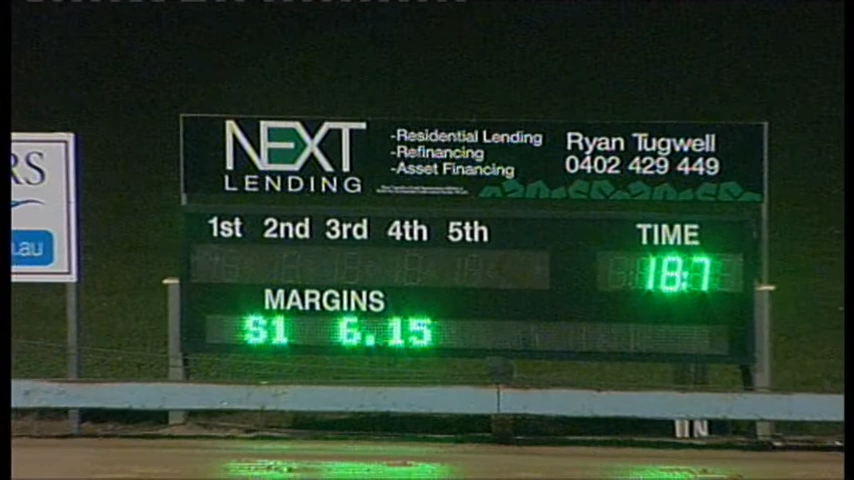 RS
.au
NEXT
LENDING
-Residential Lending
-Refinancing
-Asset Financing
Ryan Tugwell
0402 429 449
1st 2nd 3rd 4th 5th
TIME
18:7
MARGINS
S1 6.15